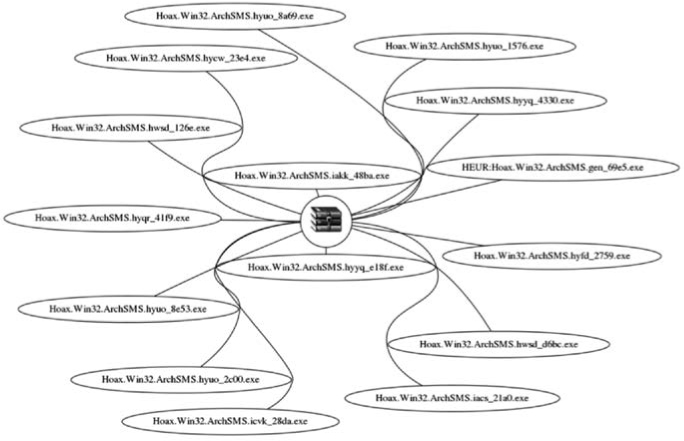 Hoax.Win32.ArchSMS.hyuo_8a69.exe
Hoax.Win32.ArchSMS.hyuo_1576.exe
Hoax.Win32.ArchSMS.hycw_23e4.exe
Hoax.Win32.ArchSMS.hyyq_4330.exe
Hoax.Win32.ArchSMS.hwsd_126e.exe
HEUR:Hoax.Win32.ArchSMS.gen_69e5.exe
Hoax.Win32.ArchSMS.iakk_48ba.exe
Hoax.Win32.ArchSMS.hyqr_41f9.exe
Hoax.Win32.ArchSMS.hyfd_2759.exe
Hoax.Win32.ArchSMS.hyyq_e18f.exe
Hoax.Win32.ArchSMS.hyuo_8e53.exe
Hoax.Win32.ArchSMS.hwsd_d6bc.exe
Hoax.Win32.ArchSMS.hyuo_2c00.exe
Hoax.Win32.ArchSMS.iacs_21a0.exe
Hoax.Win32.ArchSMS.icvk_28da.exe